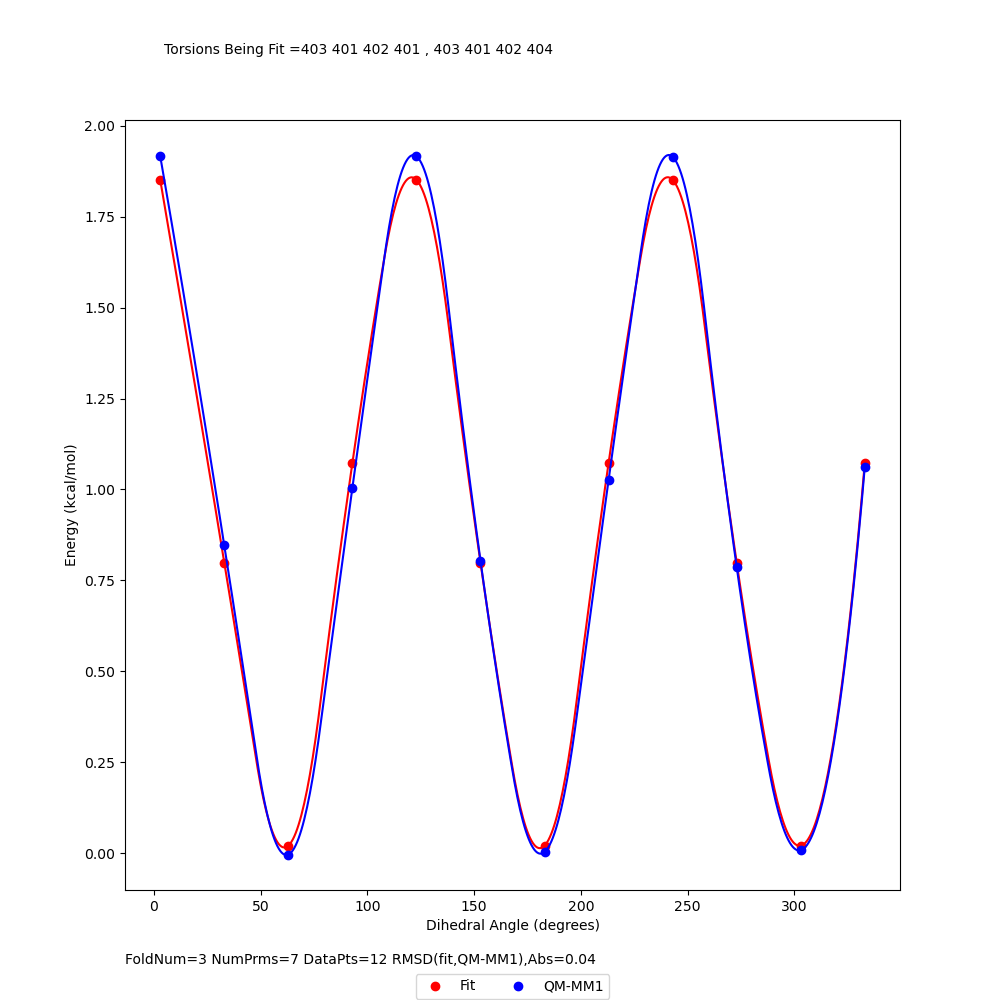 Torsions Being Fit =403 401 402 401 , 403 401 402 404
2.00
1.75
1.50
1.25
1.00
0.75
0.50
0.25
0.00
Energy (kcal/mol)
0 50 100 150 200 250 300
Dihedral Angle (degrees)
FoldNum=3 NumPrms=7 DataPts=12 RMSD(fit,QM-MM1),Abs=0.04
Fit QM-MM1